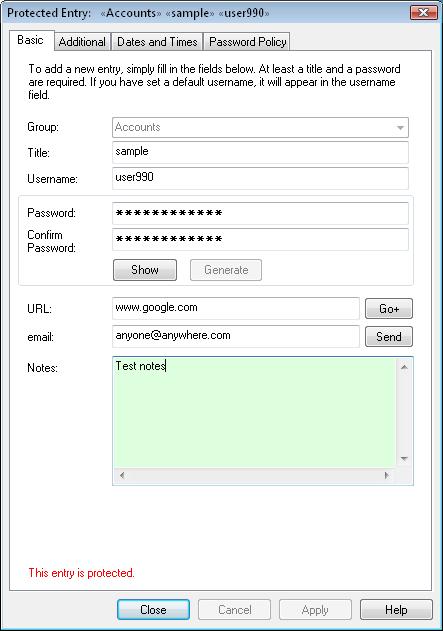 Protected Entry: «Accounts» «sample» «user990»
Basic Additional Dates and Times Password Policy
To add a new entry, simply fill in the fields below. At least a title and a password
are required. If you have set a default username, it will appear in the username
field.
Group: Accounts
Title: sample
Username: user990
Password: ************
Confirm
Password: ************
Show Generate
URL: www.google.com Go+
email: anyone@anywhere.com Send
Notes: Test notes
This entry is protected.
Close Cancel Apply Help